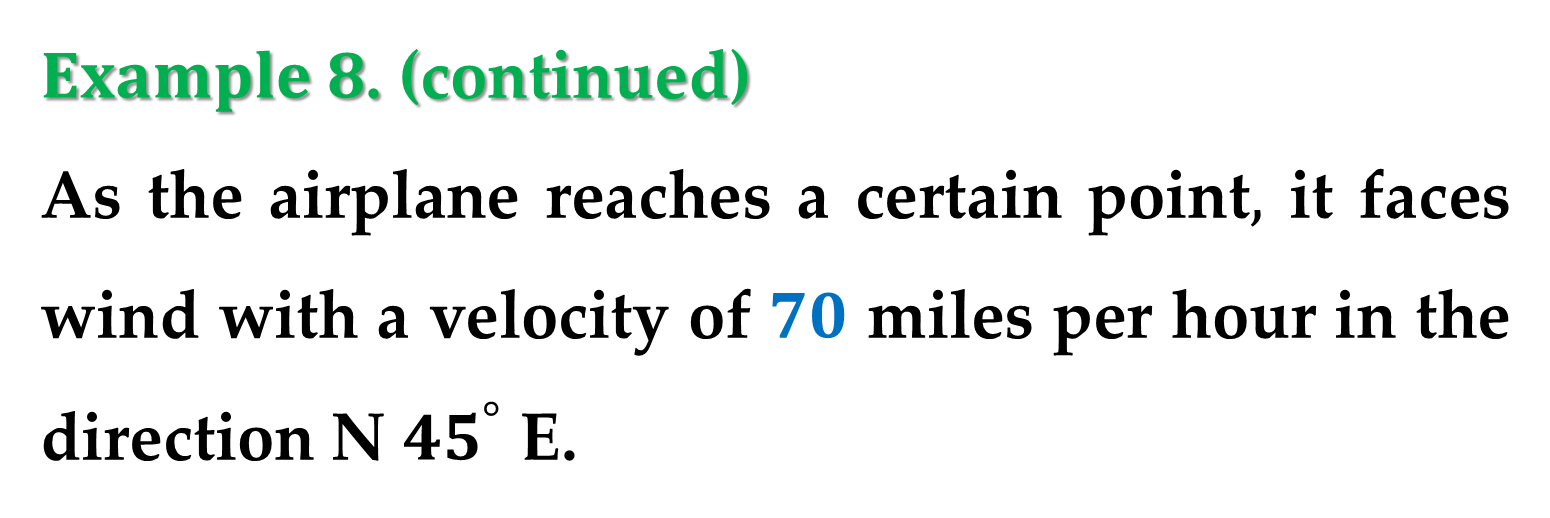 Example 8. (continued)
As the airplane reaches a certain point, it faces
wind with a velocity of 70 miles per hour in the
direction N 45° E.